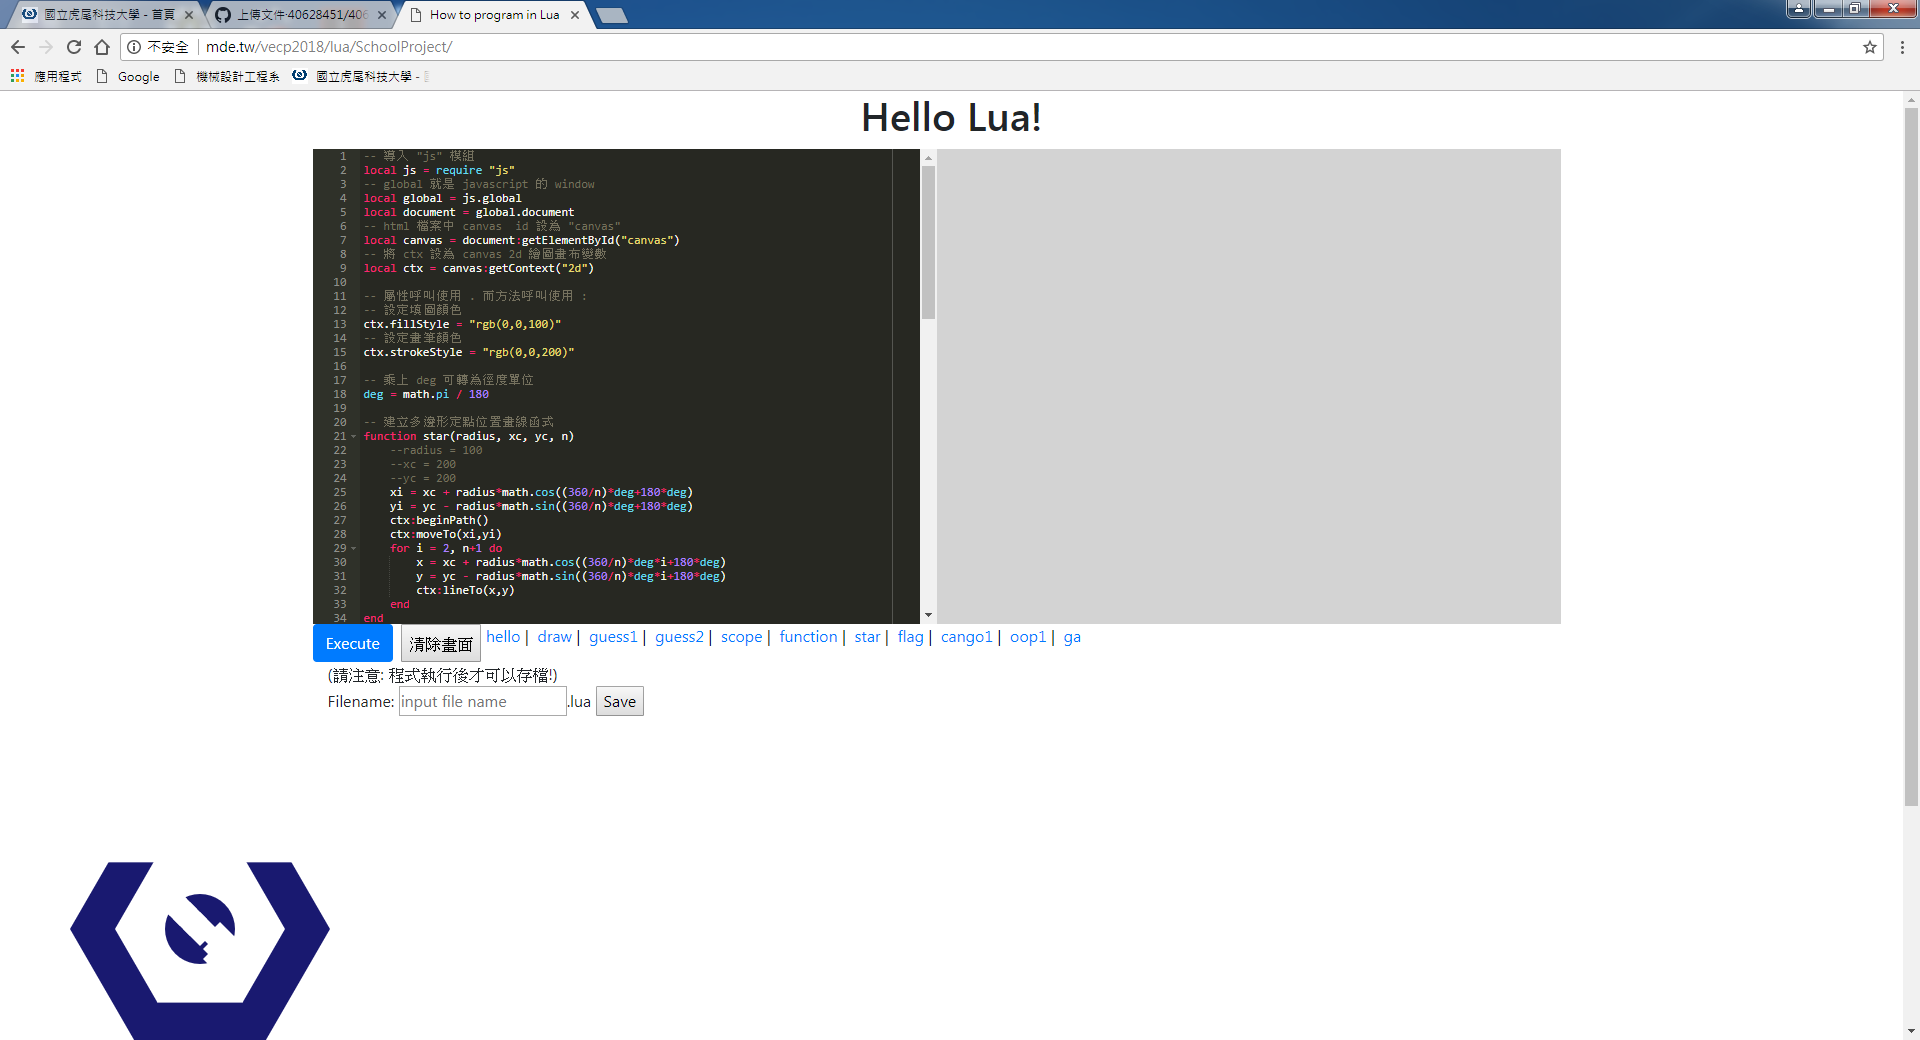 國立虎尾科技大學 - 首頁
上傳文件·40628451/406
How to program in Lua
不安全 mde.tw/vecp2018/lua/SchoolProject/
應用程式 Google 機械設計工程系 國立虎尾科技大學 -
Hello Lua!
1 -- 導入 "js" 模組
2 local js = require "js"
3 -- global 就是 javascript 的 window
4 local global = js.global
5 local document = global.document
6 -- html 檔案中 canvas  id 設為 "canvas"
7 local canvas = document:getElementById("canvas")
8 -- 將 ctx 設為 canvas 2d 繪圖畫布變數
9 local ctx = canvas:getContext("2d")
10
11 -- 屬性呼叫使用 . 而方法呼叫使用 :
12 -- 設定填圖顏色
13 ctx.fillStyle = "rgb(0,0,100)"
14 -- 設定畫筆顏色
15 ctx.strokeStyle = "rgb(0,0,200)"
16
17 -- 乘上 deg 可轉為徑度單位
18 deg = math.pi / 180
19
20 -- 建立多邊形定點位置畫線函式
21 function star(radius, xc, yc, n)
22     --radius = 100
23     --xc = 200
24     --yc = 200
25     xi = xc + radius*math.cos((360/n)*deg+180*deg)
26     yi = yc - radius*math.sin((360/n)*deg+180*deg)
27     ctx:beginPath()
28     ctx:moveTo(xi,yi)
29     for i = 2, n+1 do
30         x = xc + radius*math.cos((360/n)*deg*i+180*deg)
31         y = yc - radius*math.sin((360/n)*deg*i+180*deg)
32         ctx:lineTo(x,y)
33     end
34 end
Execute 清除畫面 hello | draw | guess1 | guess2 | scope | function | star | flag | cango1 | oop1 | ga
(請注意: 程式執行後才可以存檔!)
Filename: input file name .lua Save